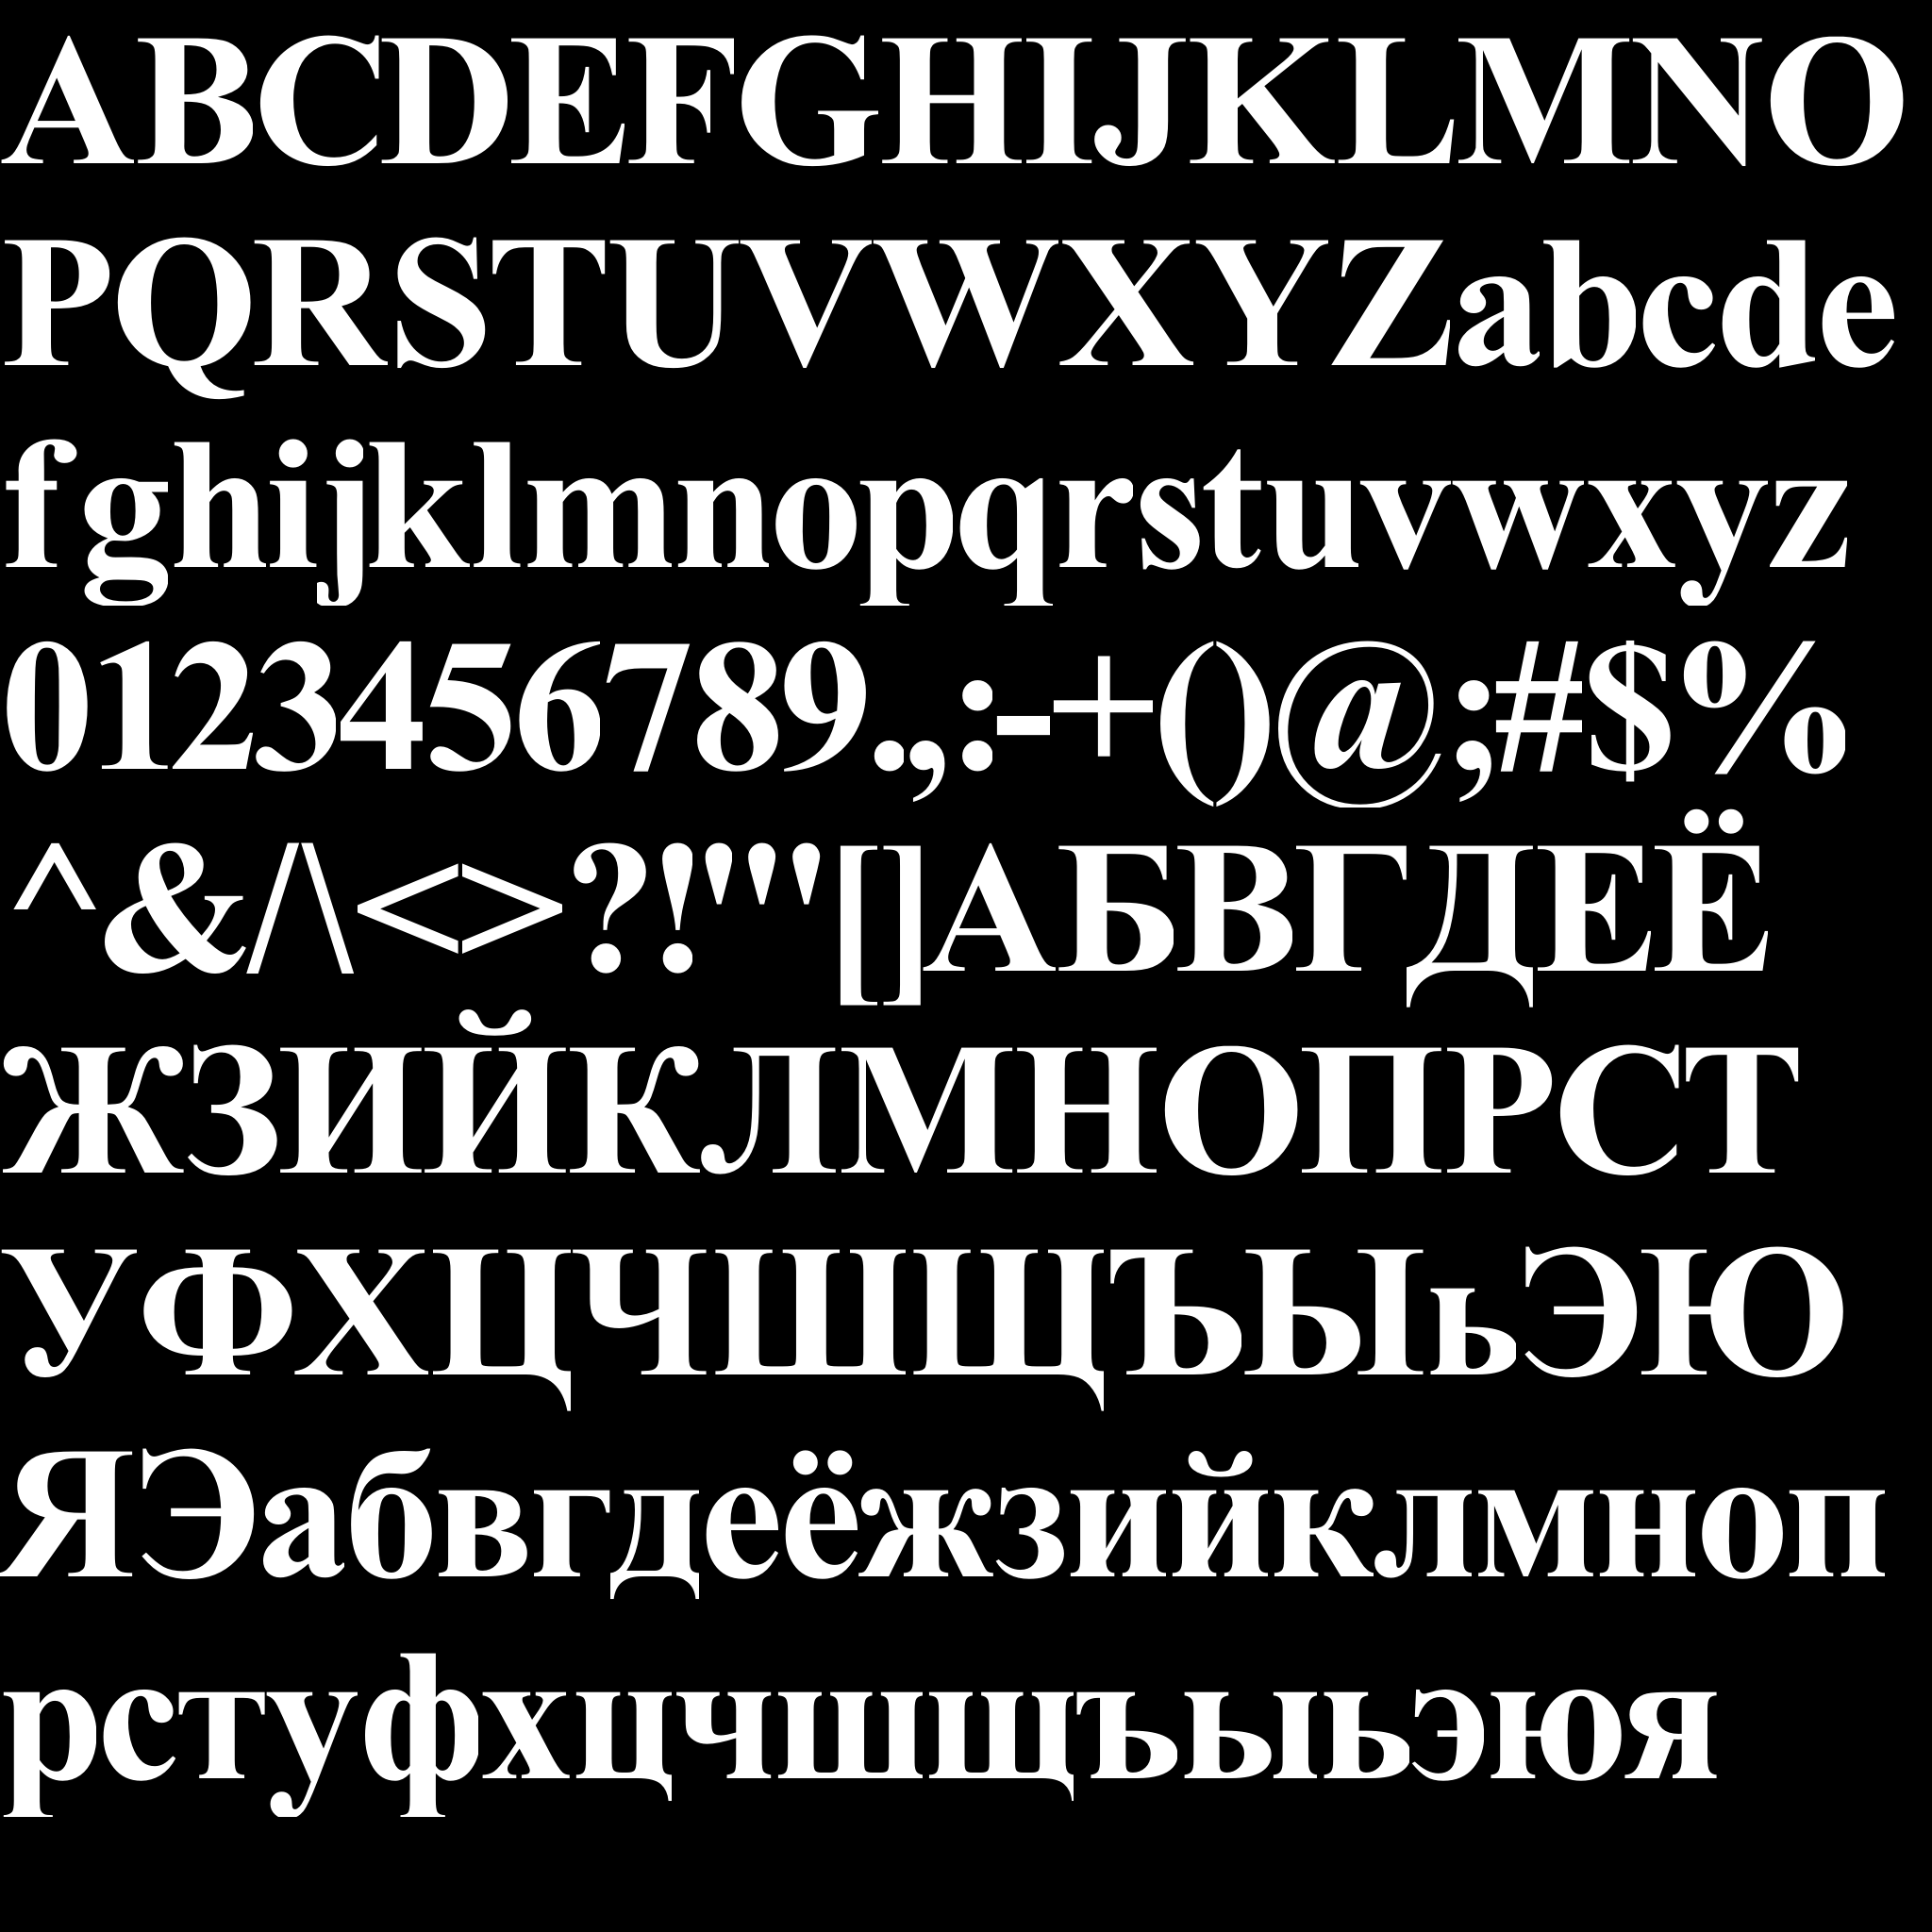 ABCDEFGHIJKLMNO
PQRSTUVWXYZabcde
fghijklmnopqrstuvwxyz
0123456789.,:-+()@;#$%
^&/\<>?!'"[]АБВГДЕЁ
ЖЗИЙКЛМНОПРСТ
УФХЦЧШЩЪЫьЭЮ
ЯЭабвгдеёжзийклмноп
рстуфхцчшщъыьэюя